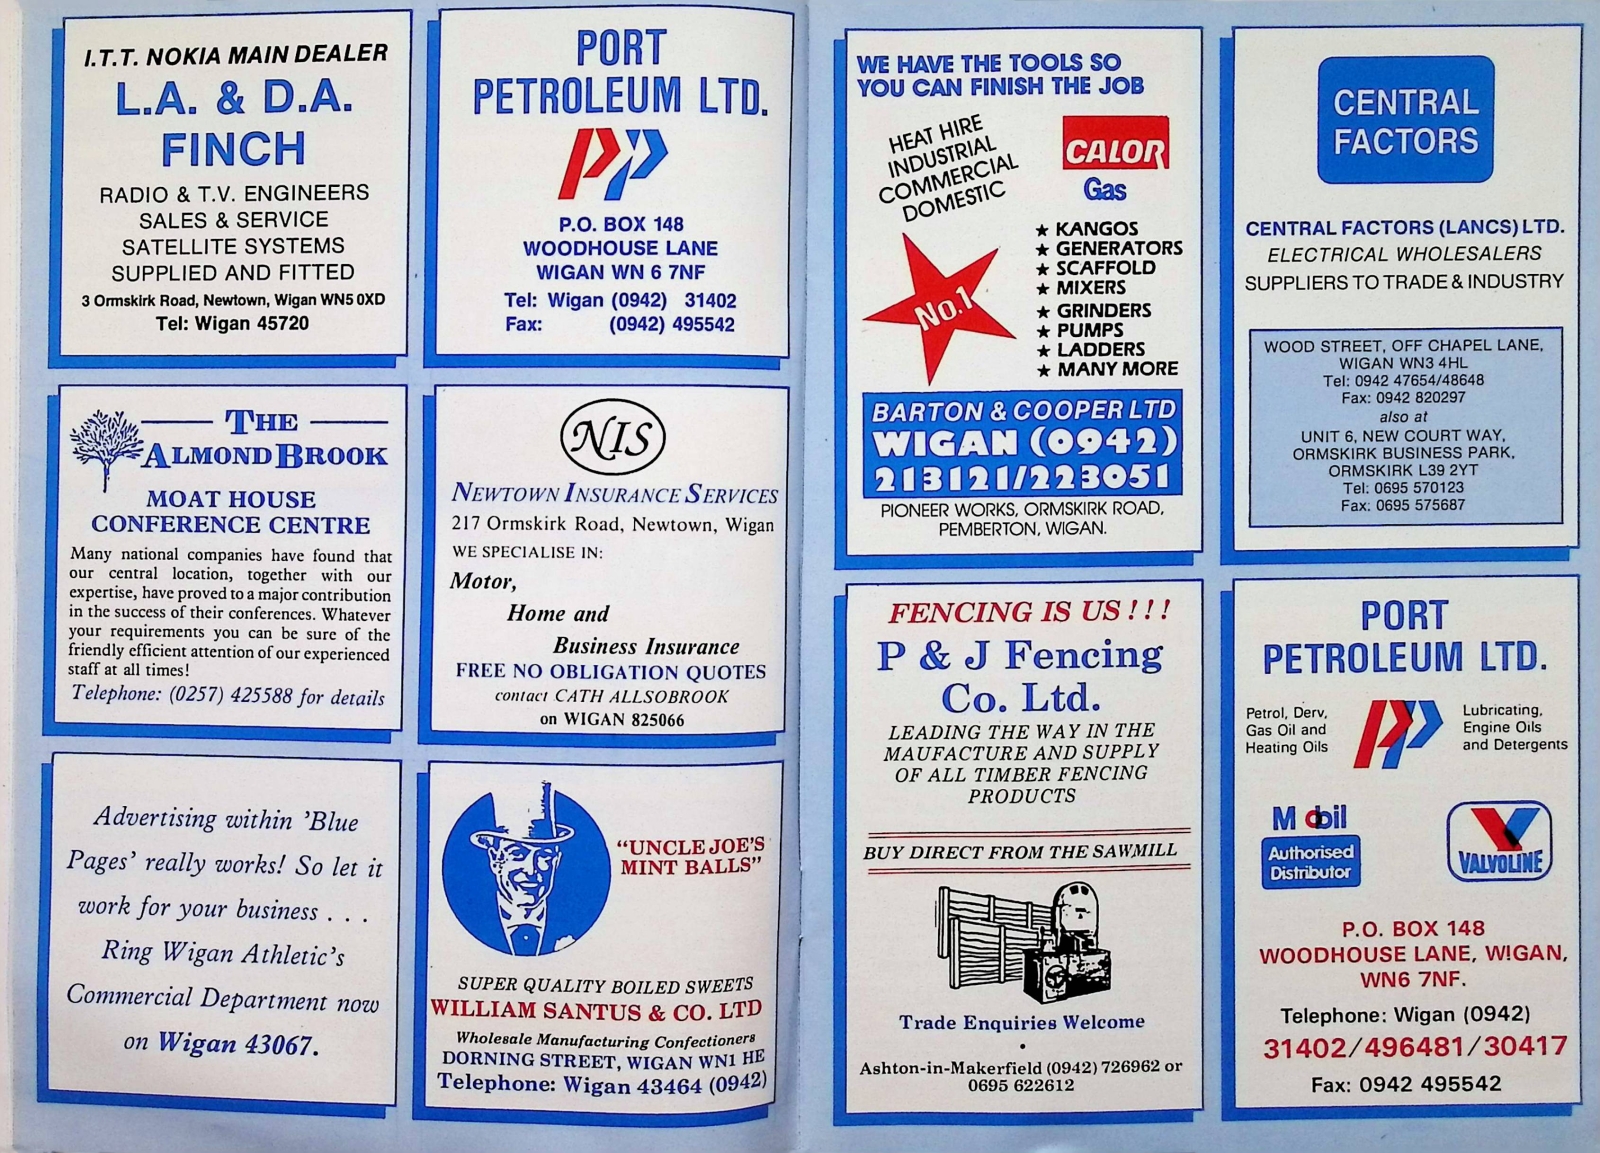 I.T.T. NOKIA MAIN DEALER
L.A. & D.A.
FINCH
RADIO & T.V. ENGINEERS
SALES & SERVICE
SATELLITE SYSTEMS
SUPPLIED AND FITTED
3 Ormskirk Road, Newtown, Wigan WN5 0XD
Tel: Wigan 45720
PORT
PETROLEUM LTD.
PP
P.O. BOX 148
WOODHOUSE LANE
WIGAN WN 6 7NF
Tel: Wigan (0942) 31402
Fax: (0942) 495542
THE
ALMOND BROOK
MOAT HOUSE
CONFERENCE CENTRE
Many national companies have found that
our central location, together with our
expertise, have proved to a major contribution
in the success of their conferences. Whatever
your requirements you can be sure of the
friendly efficient attention of our experienced
staff at all times!
Telephone: (0257) 425588 for details
NIS
NEWTOWN INSURANCE SERVICES
217 Ormskirk Road, Newtown, Wigan
WE SPECIALISE IN:
Motor,
Home and
Business Insurance
FREE NO OBLIGATION QUOTES
contact CATH ALLSOBROOK
on WIGAN 825066
Advertising within 'Blue
Pages' really works! So let it
work for your business . . .
Ring Wigan Athletic's
Commercial Department now
on Wigan 43067.
"UNCLE JOE'S
MINT BALLS"
SUPER QUALITY BOILED SWEETS
WILLIAM SANTUS & CO. LTD
Wholesale Manufacturing Confectioners
DORNING STREET, WIGAN WN1 HE
Telephone: Wigan 43464 (0942)
WE HAVE THE TOOLS SO
YOU CAN FINISH THE JOB
HEAT HIRE
INDUSTRIAL
COMMERCIAL
DOMESTIC
CALOR
Gas
No.1
★ KANGOS
★ GENERATORS
★ SCAFFOLD
★ MIXERS
★ GRINDERS
★ PUMPS
★ LADDERS
★ MANY MORE
BARTON & COOPER LTD
WIGAN (0942)
213121/223051
PIONEER WORKS, ORMSKIRK ROAD,
PEMBERTON, WIGAN.
CENTRAL
FACTORS
CENTRAL FACTORS (LANCS) LTD.
ELECTRICAL WHOLESALERS
SUPPLIERS TO TRADE & INDUSTRY
WOOD STREET, OFF CHAPEL LANE,
WIGAN WN3 4HL
Tel: 0942 47654/48648
Fax: 0942 820297
also at
UNIT 6, NEW COURT WAY,
ORMSKIRK BUSINESS PARK,
ORMSKIRK L39 2YT
Tel: 0695 570123
Fax: 0695 575687
FENCING IS US!!!
P & J Fencing
Co. Ltd.
LEADING THE WAY IN THE
MAUFACTURE AND SUPPLY
OF ALL TIMBER FENCING
PRODUCTS
BUY DIRECT FROM THE SAWMILL
Trade Enquiries Welcome
•
Ashton-in-Makerfield (0942) 726962 or
0695 622612
PORT
PETROLEUM LTD.
Petrol, Derv,
Gas Oil and
Heating Oils
PP
Lubricating,
Engine Oils
and Detergents
Mobil
Authorised
Distributor
VALVOLINE
P.O. BOX 148
WOODHOUSE LANE, WIGAN,
WN6 7NF.
Telephone: Wigan (0942)
31402/496481/30417
Fax: 0942 495542